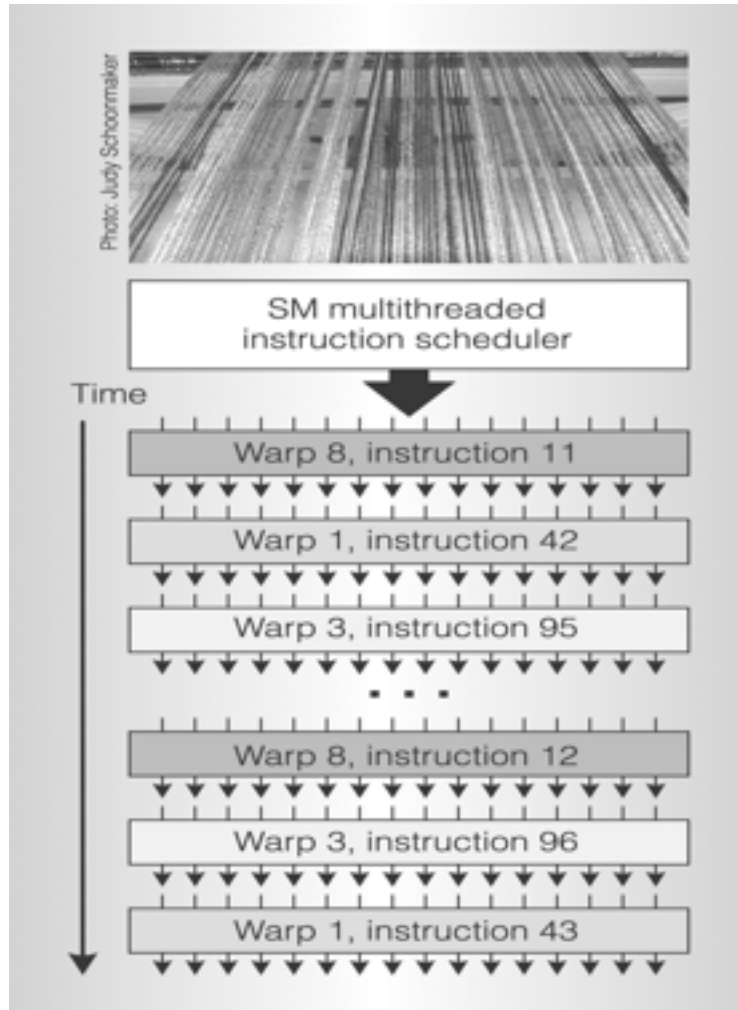 Photo: Judy Schoonmaker
SM multithreaded
instruction scheduler
Time
Warp 8, instruction 11
Warp 1, instruction 42
Warp 3, instruction 95
. . .
Warp 8, instruction 12
Warp 3, instruction 96
Warp 1, instruction 43